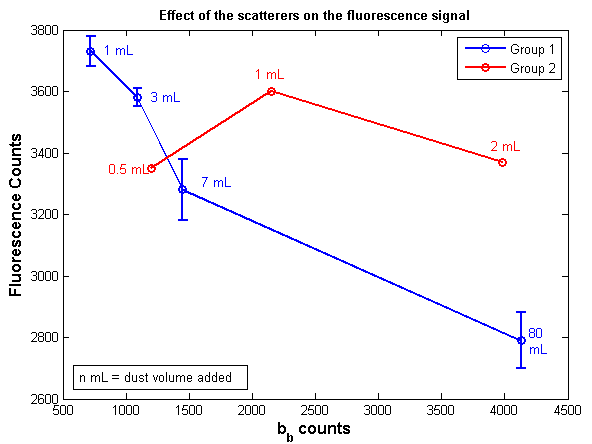 Effect of the scatterers on the fluorescence signal
3800
3600
3400
3200
3000
2800
2600
Fluorescence Counts
Group 1
Group 2
1 mL
3 mL
7 mL
80
mL
0.5 mL
1 mL
2 mL
n mL = dust volume added
500
1000
1500
2000
2500
3000
3500
4000
4500
b_b counts